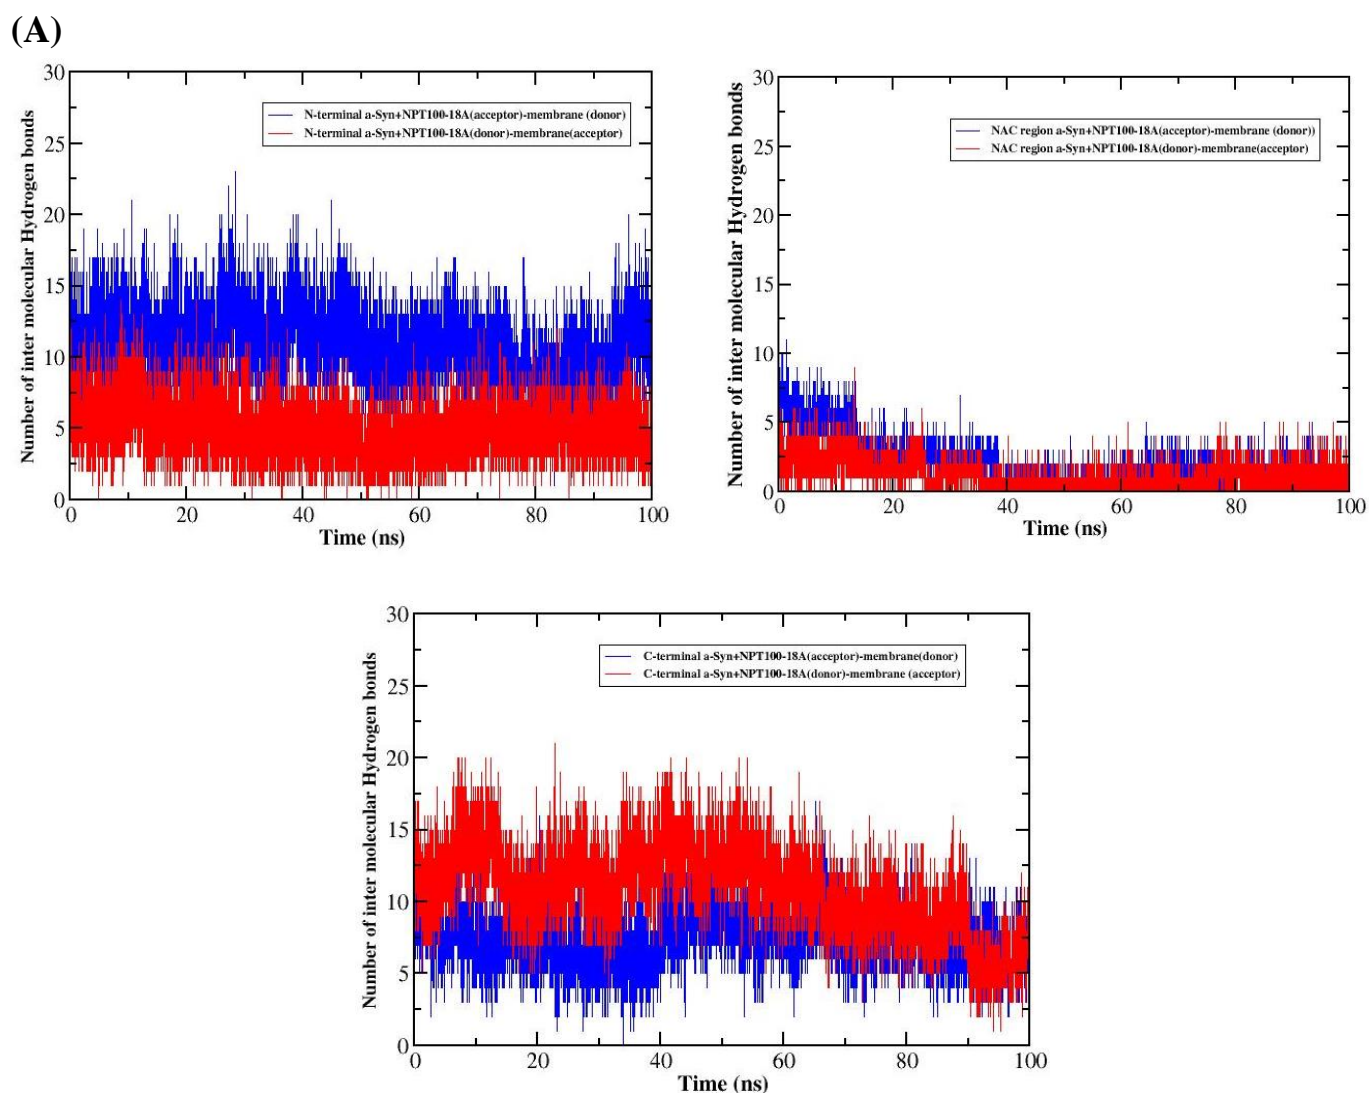 (A)
30
25
20
15
10
5
0
Number of inter molecular Hydrogen bonds
N-terminal a-Syn+NPT100-18A(acceptor)-membrane (donor)
N-terminal a-Syn+NPT100-18A(donor)-membrane(acceptor)
0 20 40 60 80 100
Time (ns)
30
25
20
15
10
5
0
Number of inter molecular Hydrogen bonds
NAC region a-Syn+NPT100-18A(acceptor)-membrane (donor))
NAC region a-Syn+NPT100-18A(donor)-membrane(acceptor)
0 20 40 60 80 100
Time (ns)
30
25
20
15
10
5
0
Number of inter molecular Hydrogen bonds
C-terminal a-Syn+NPT100-18A(acceptor)-membrane(donor)
C-terminal a-Syn+NPT100-18A(donor)-membrane (acceptor)
0 20 40 60 80 100
Time (ns)